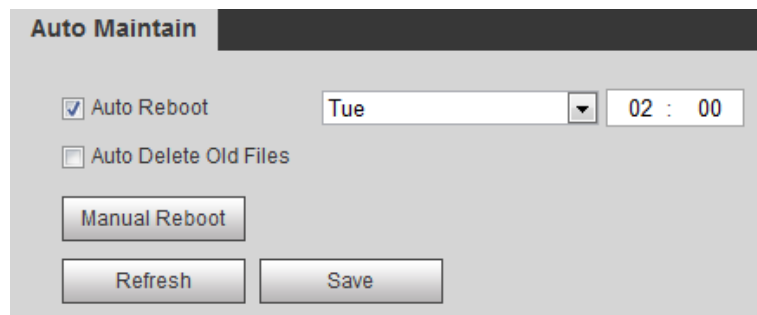 Auto Maintain
Auto Reboot Tue 02 : 00
Auto Delete Old Files
Manual Reboot
Refresh Save